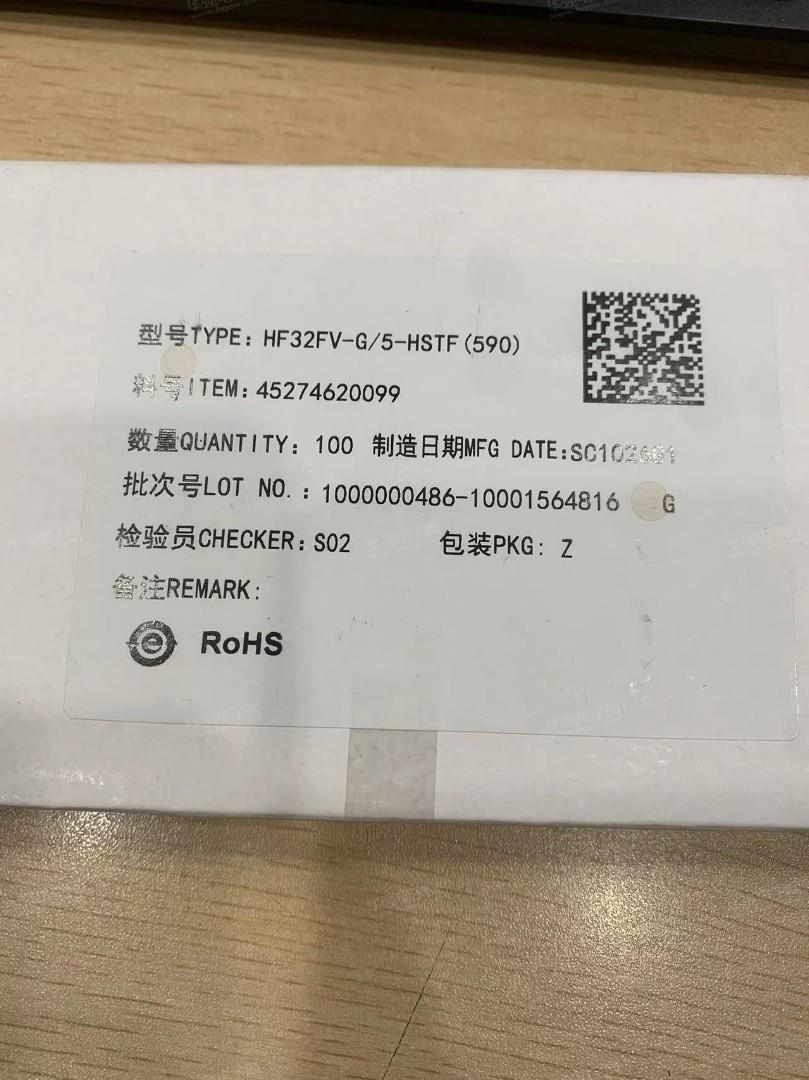 型号TYPE: HF32FV-G/5-HSTF(590)
料号ITEM: 45274620099
数量QUANTITY: 100 制造日期MFG DATE:
批次号LOT NO.: 1000000486-10001564816 G
检验员CHECKER: S02 包装PKG: Z
备注REMARK:
e RoHS